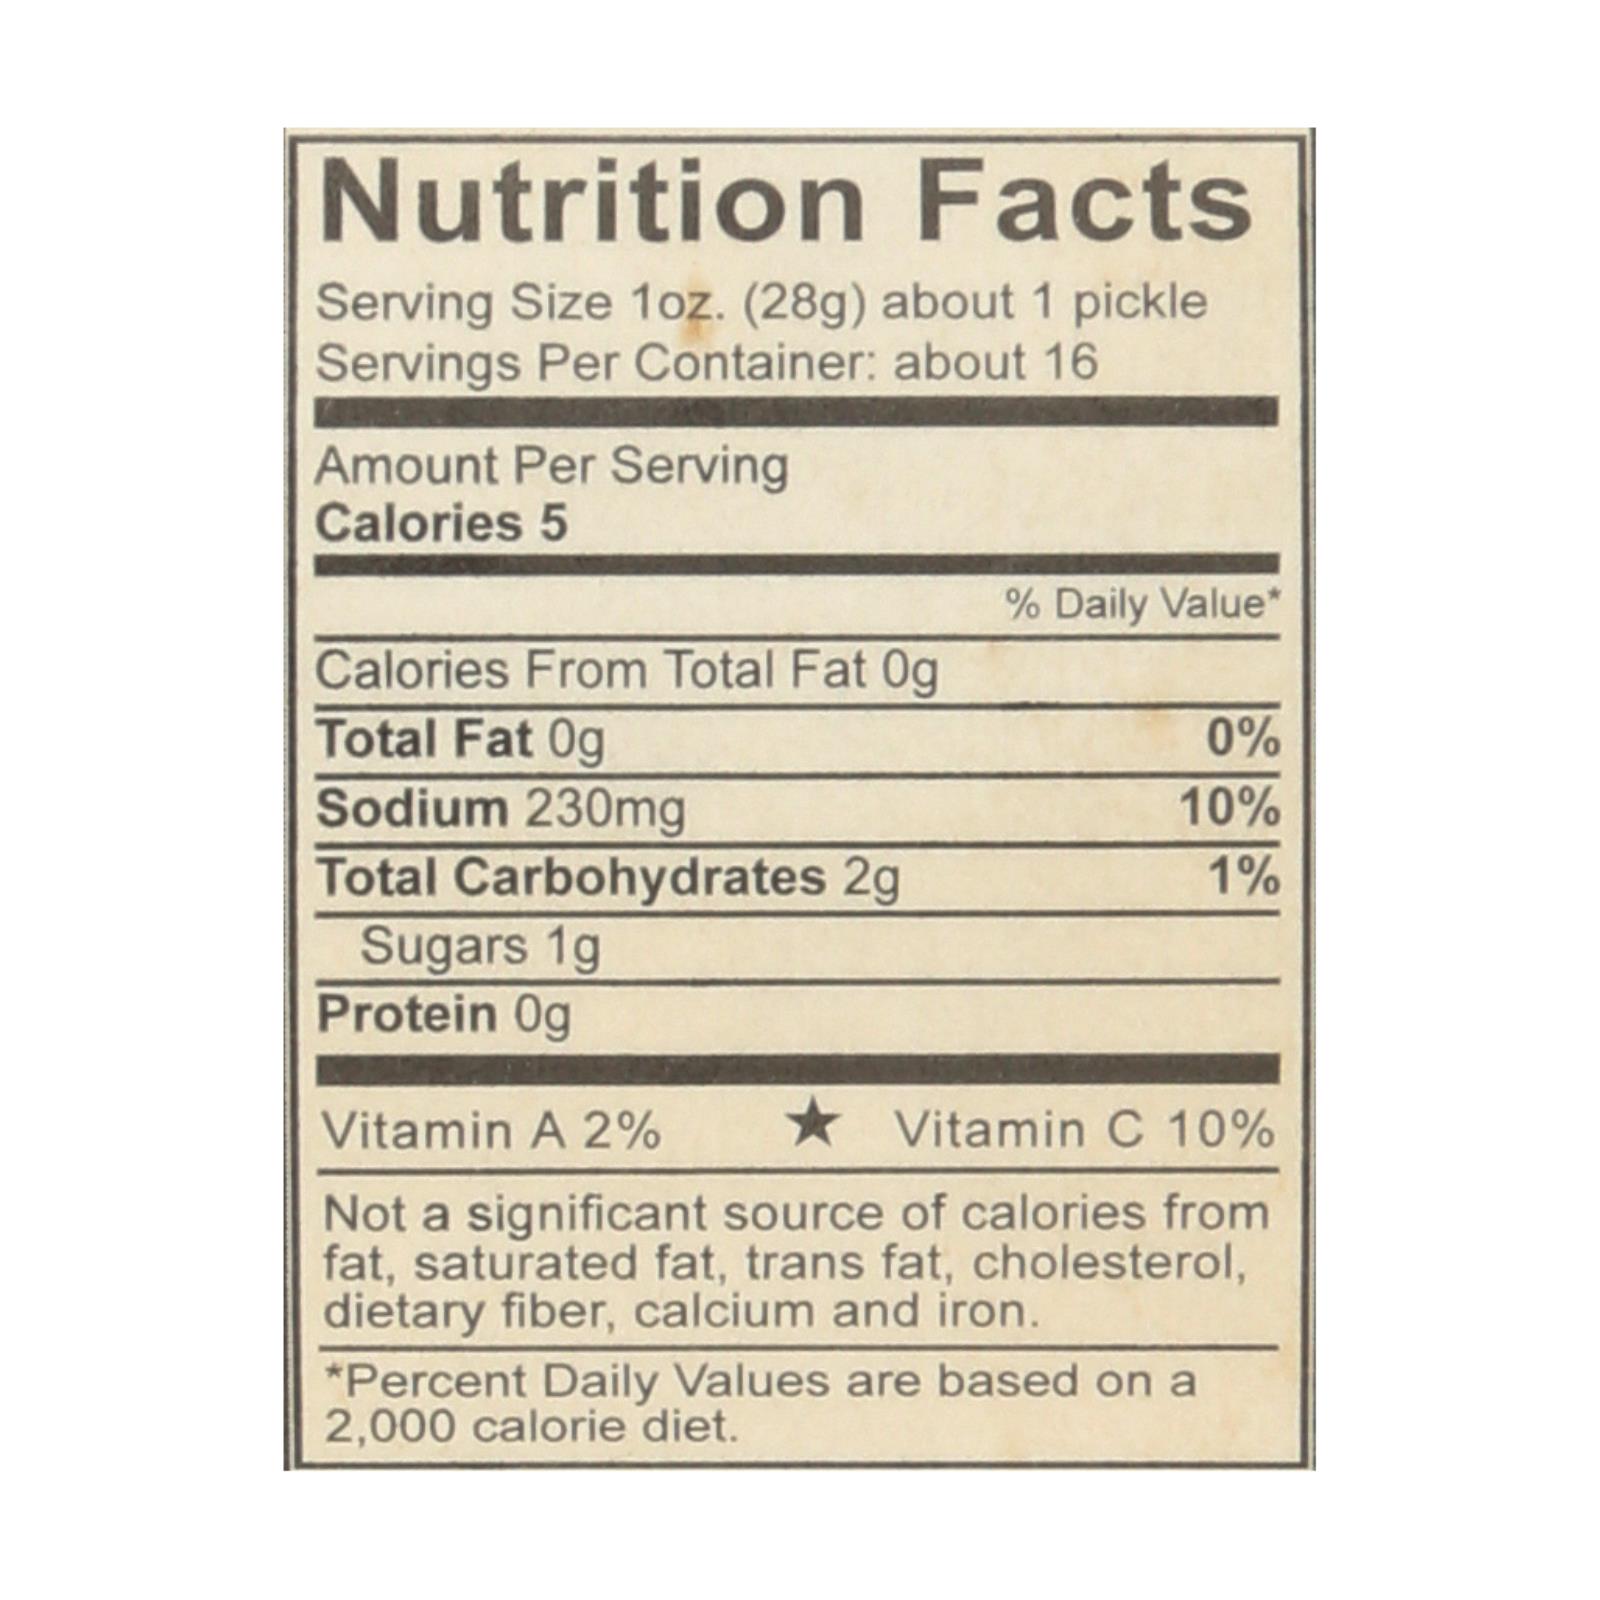 Nutrition Facts
Serving Size 1oz. (28g) about 1 pickle
Servings Per Container: about 16
Amount Per Serving
Calories 5
% Daily Value*
Calories From Total Fat 0g
Total Fat 0g 0%
Sodium 230mg 10%
Total Carbohydrates 2g 1%
Sugars 1g
Protein 0g
Vitamin A 2% ★ Vitamin C 10%
Not a significant source of calories from
fat, saturated fat, trans fat, cholesterol,
dietary fiber, calcium and iron.
*Percent Daily Values are based on a
2,000 calorie diet.